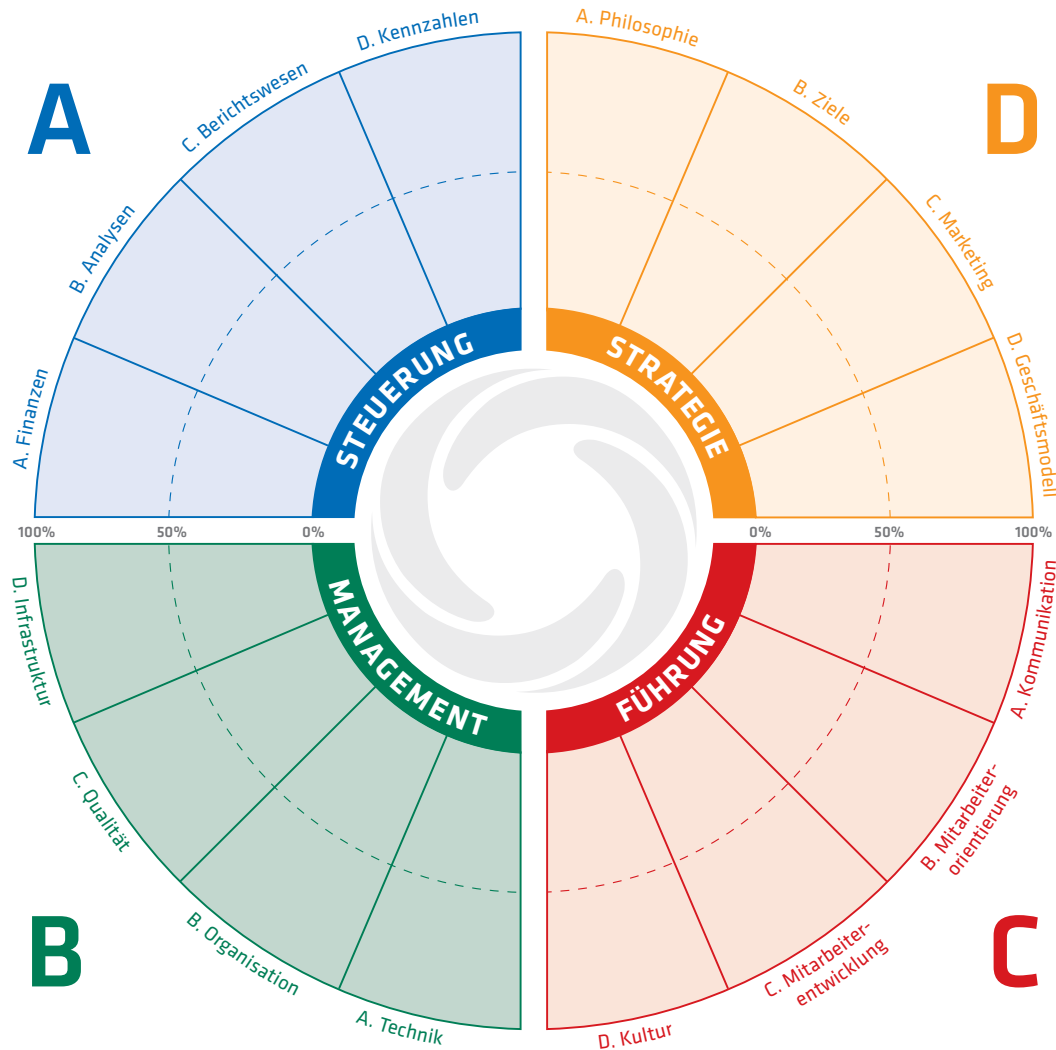 A
D. Kennzahlen
C. Berichtswesen
B. Analysen
A. Finanzen
STEUERUNG
D
A. Philosophie
B. Ziele
C. Marketing
D. Geschäftsmodell
STRATEGIE
100%
50%
0%
0%
50%
100%
D. Infrastruktur
C. Qualität
B. Organisation
A. Technik
MANAGEMENT
B
A. Kommunikation
B. Mitarbeiter-
orientierung
C. Mitarbeiter-
entwicklung
D. Kultur
FÜHRUNG
C